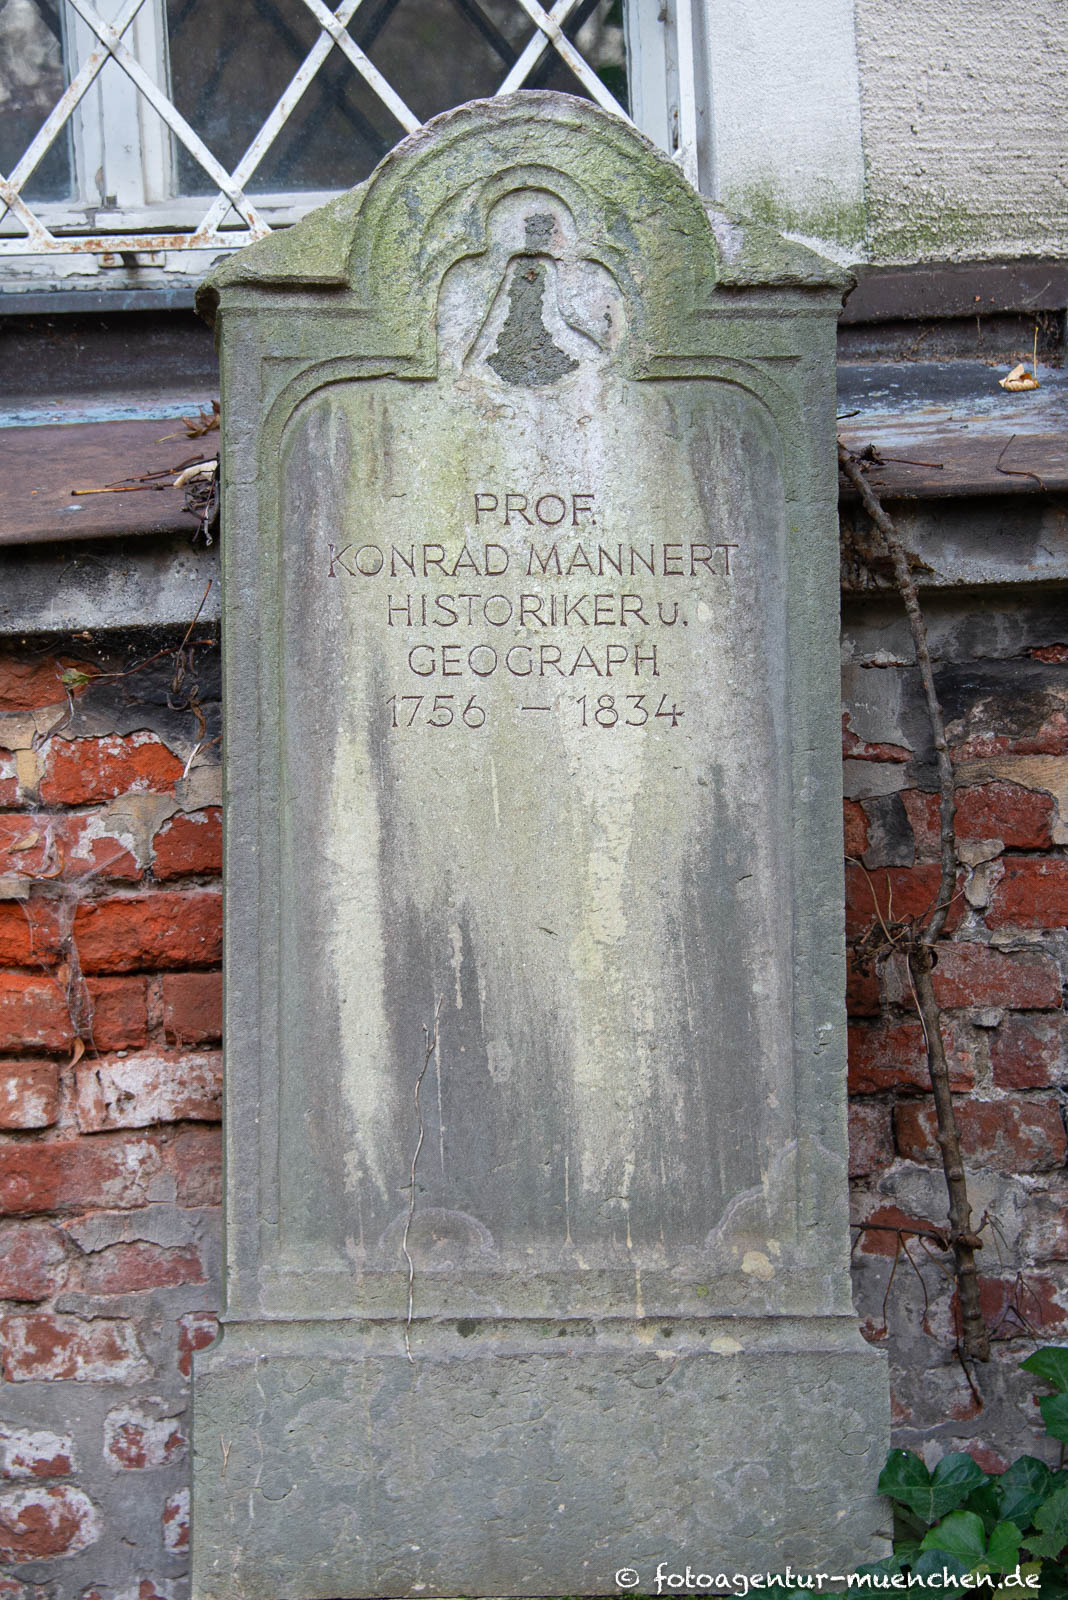 PROF.
KONRAD MANNERT
HISTORIKER u.
GEOGRAPH
1756 – 1834
© fotoagentur-muenchen.de